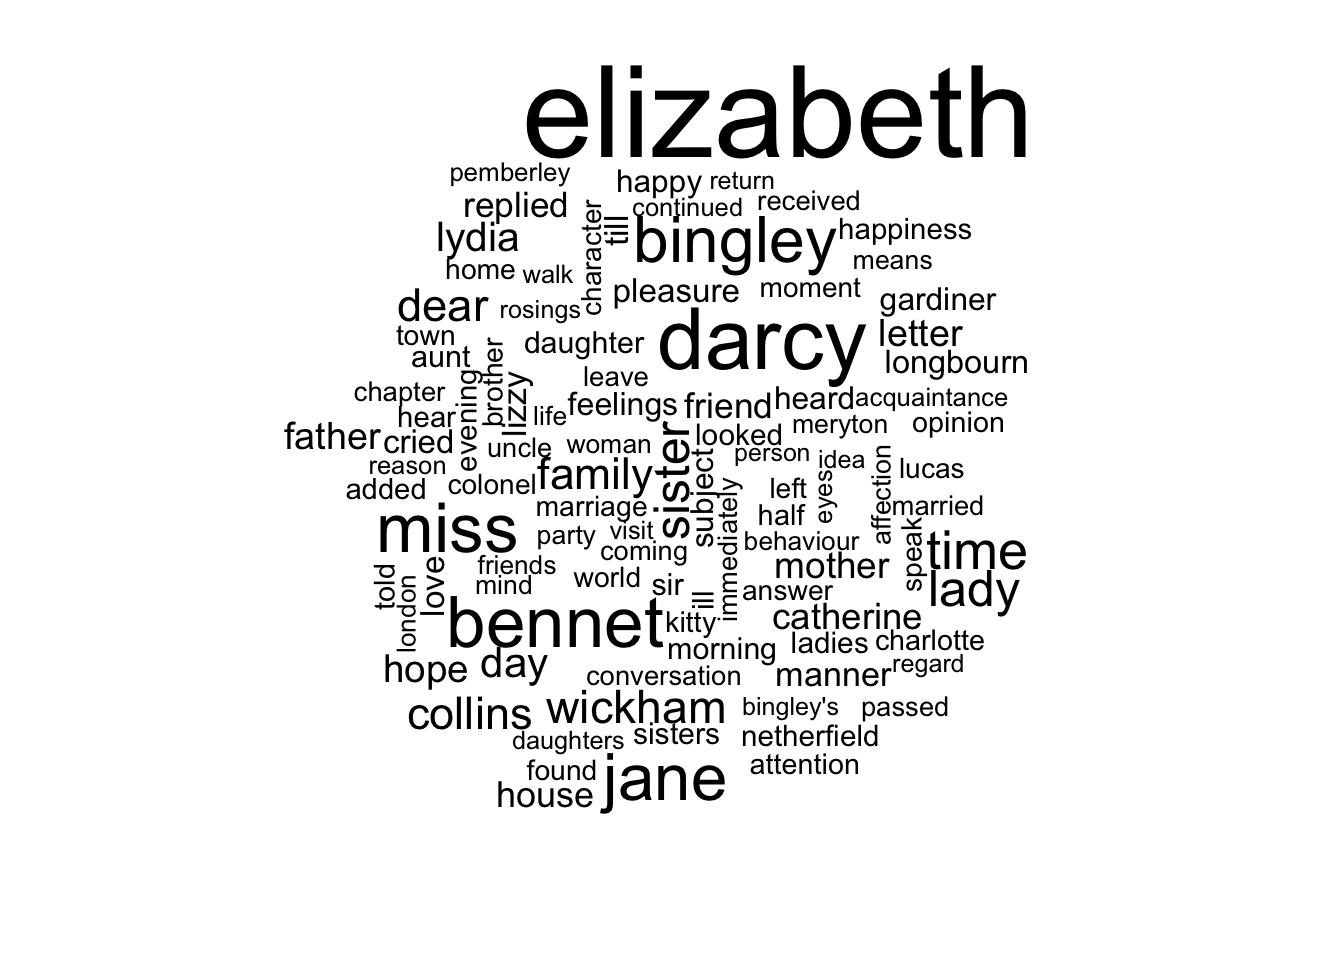 elizabeth
pemberley
happy
return
replied
continued
received
character
till
lydia
bingley
happiness
home
walk
means
dear
rosings
pleasure
moment
gardiner
town
aunt
daughter
darcy
letter
longbourn
brother
evening
lizzy
leave
chapter
hear
life
feelings
friend
heard
acquaintance
father
cried
uncle
woman
sister
looked
meryton
opinion
reason
added
colonel
family
subject
person
idea
eyes
affection
lucas
miss
marriage
immediately
left
half
married
party
visit
coming
behaviour
speak
time
told
london
love
friends
mind
world
sir
ill
mother
answer
lady
bennet
kitty
catherine
morning
ladies
charlotte
hope
day
conversation
manner
regard
collins
wickham
bingley's
passed
daughters
sisters
netherfield
found
house
jane
attention